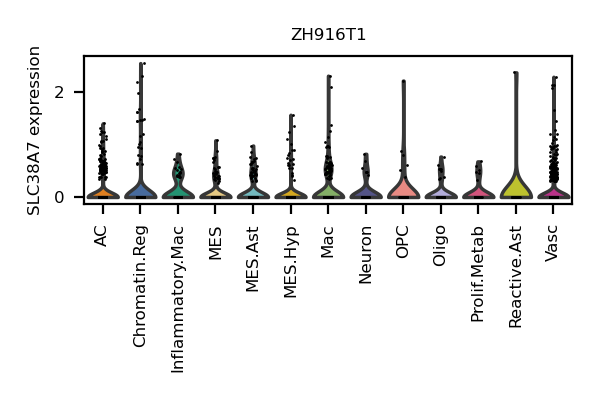 ZH916T1
SLC38A7 expression
2
0
AC
Chromatin.Reg
Inflammatory.Mac
MES
MES.Ast
MES.Hyp
Mac
Neuron
OPC
Oligo
Prolif.Metab
Reactive.Ast
Vasc